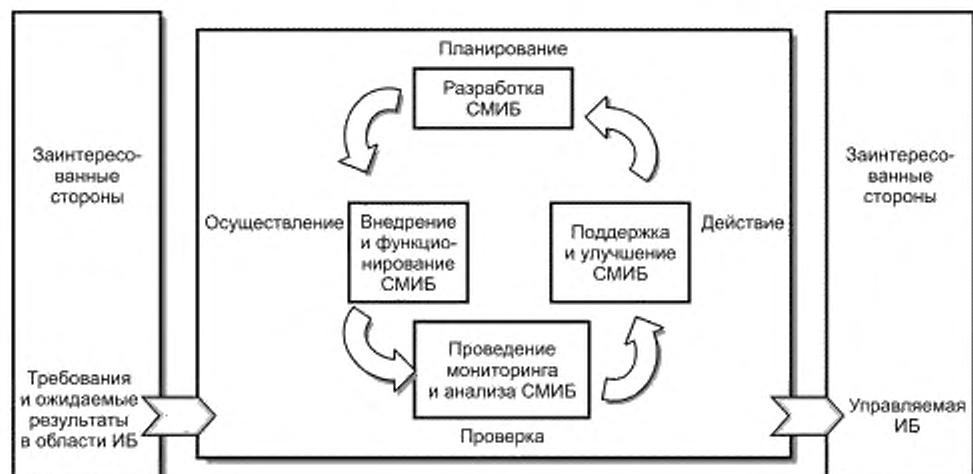 Заинтересо-
ванные
стороны
Требования
и ожидаемые
результаты
в области ИБ
Планирование
Разработка
СМИБ
Осуществление
Внедрение
и функцио-
нирование
СМИБ
Поддержка
и улучшение
СМИБ
Действие
Проведение
мониторинга
и анализа СМИБ
Проверка
Заинтересо-
ванные
стороны
Управляемая
ИБ